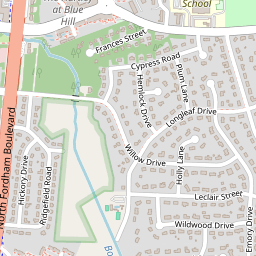 at Blue
Hill
School
Frances Street
Cypress Road
Hemlock Drive
Plum Lane
Longleaf Drive
North Fordham Boulevard
Hickory Drive
Ridgefield Road
Willow Drive
Holly Lane
Leclair Street
Wildwood Drive
Emory Drive
Bo